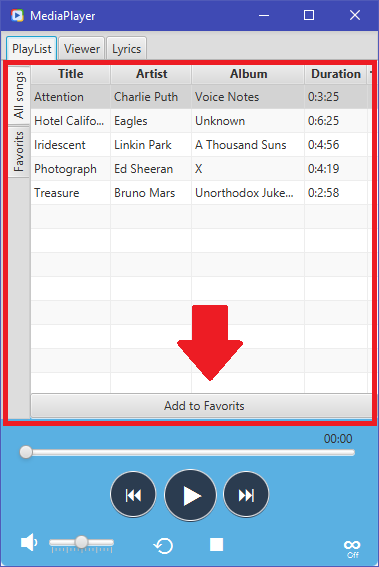 MediaPlayer
PlayList Viewer Lyrics
All songs
Favorits
Title Artist Album Duration
Attention Charlie Puth Voice Notes 0:3:25
Hotel Califo... Eagles Unknown 0:6:25
Iridescent Linkin Park A Thousand Suns 0:4:56
Photograph Ed Sheeran X 0:4:19
Treasure Bruno Mars Unorthodox Juke... 0:2:58
Add to Favorits
00:00
Off